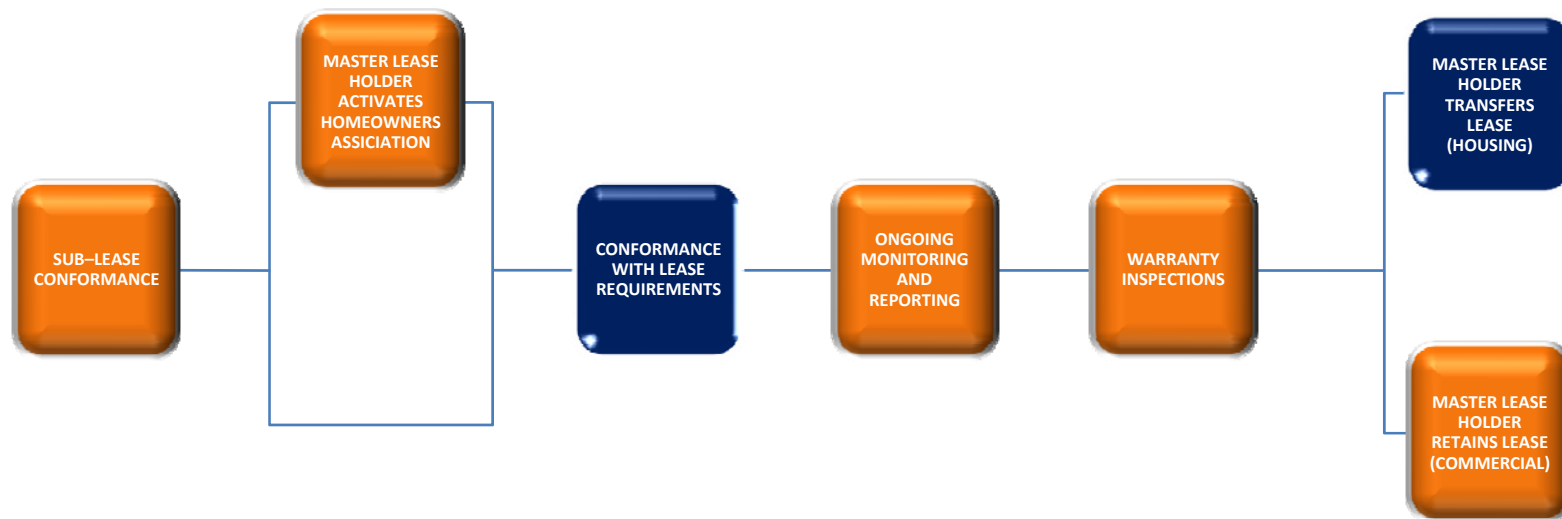 SUB–LEASE
CONFORMANCE
MASTER LEASE
HOLDER
ACTIVATES
HOMEOWNERS
ASSICIATION
CONFORMANCE
WITH LEASE
REQUIREMENTS
ONGOING
MONITORING
AND
REPORTING
WARRANTY
INSPECTIONS
MASTER LEASE
HOLDER
TRANSFERS
LEASE
(HOUSING)
MASTER LEASE
HOLDER
RETAINS LEASE
(COMMERCIAL)